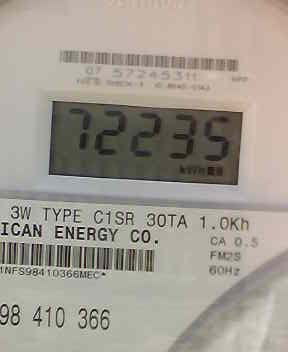 07 57245311
72235
kWh
3W TYPE C1SR 30TA 1.0Kh
ICAN ENERGY CO.
CA 0.5
FM2S
1NFS98410366MEC*
60Hz
98 410 366